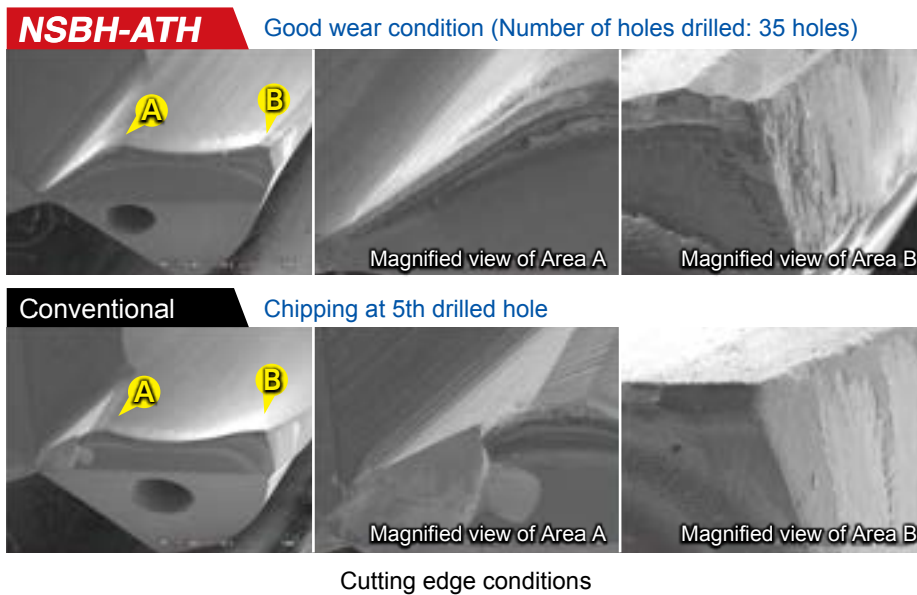 NSBH-ATH
Good wear condition (Number of holes drilled: 35 holes)
A
B
Magnified view of Area A
Magnified view of Area B
Conventional
Chipping at 5th drilled hole
A
B
Magnified view of Area A
Magnified view of Area B
Cutting edge conditions